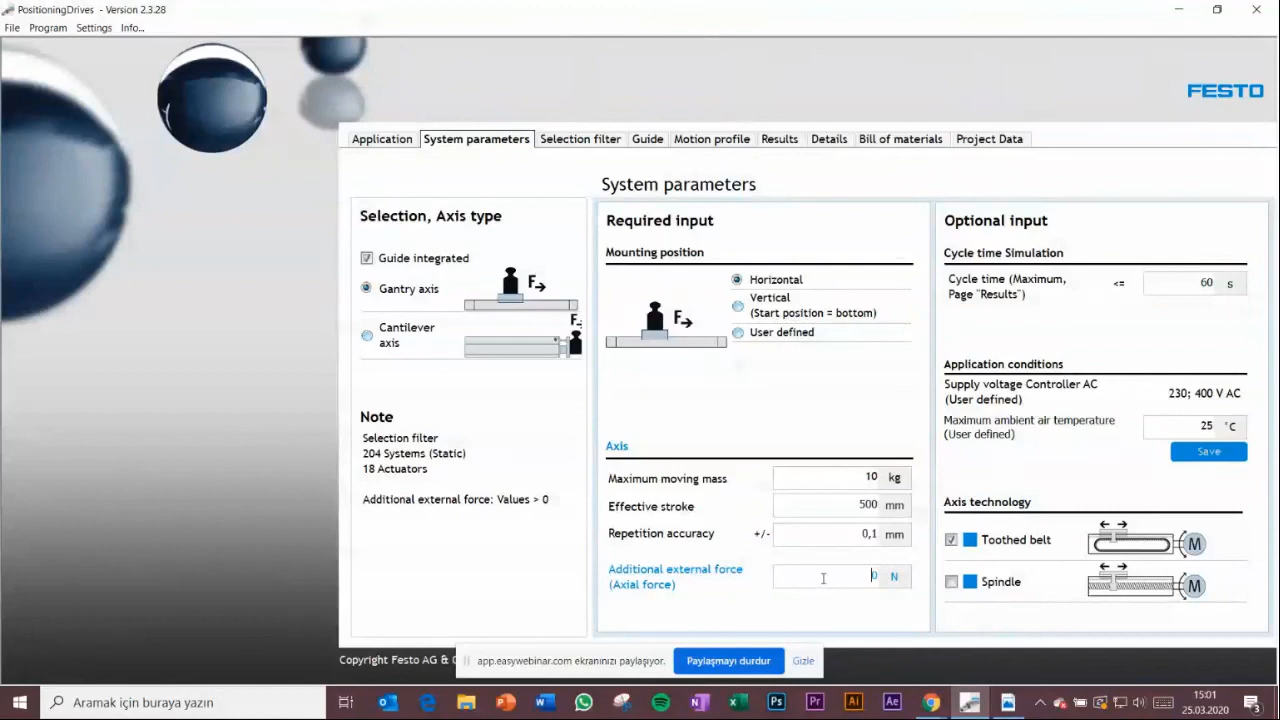 PositioningDrives - Version 2.3.28
File Program Settings Info...
FESTO
Application System parameters Selection filter Guide Motion profile Results Details Bill of materials Project Data
System parameters
Selection, Axis type
Guide integrated
Gantry axis
F
Cantilever
axis
F
Note
Selection filter
204 Systems (Static)
18 Actuators
Additional external force: Values > 0
Required input
Mounting position
F
Horizontal
Vertical
(Start position = bottom)
User defined
Axis
Maximum moving mass 10 kg
Effective stroke 500 mm
Repetition accuracy +/- 0,1 mm
Additional external force
(Axial force)
0 N
Optional input
Cycle time Simulation
Cycle time (Maximum,
Page "Results")
<= 60 s
Application conditions
Supply voltage Controller AC
(User defined)
230; 400 V AC
Maximum ambient air temperature
(User defined)
25 °C
Save
Axis technology
Toothed belt M
Spindle M
Copyright Festo AG &
app.easywebinar.com ekranınızı paylaşıyor. Paylaşmayı durdur Gizle
Aramak için buraya yazın
15:01
25.03.2020
3